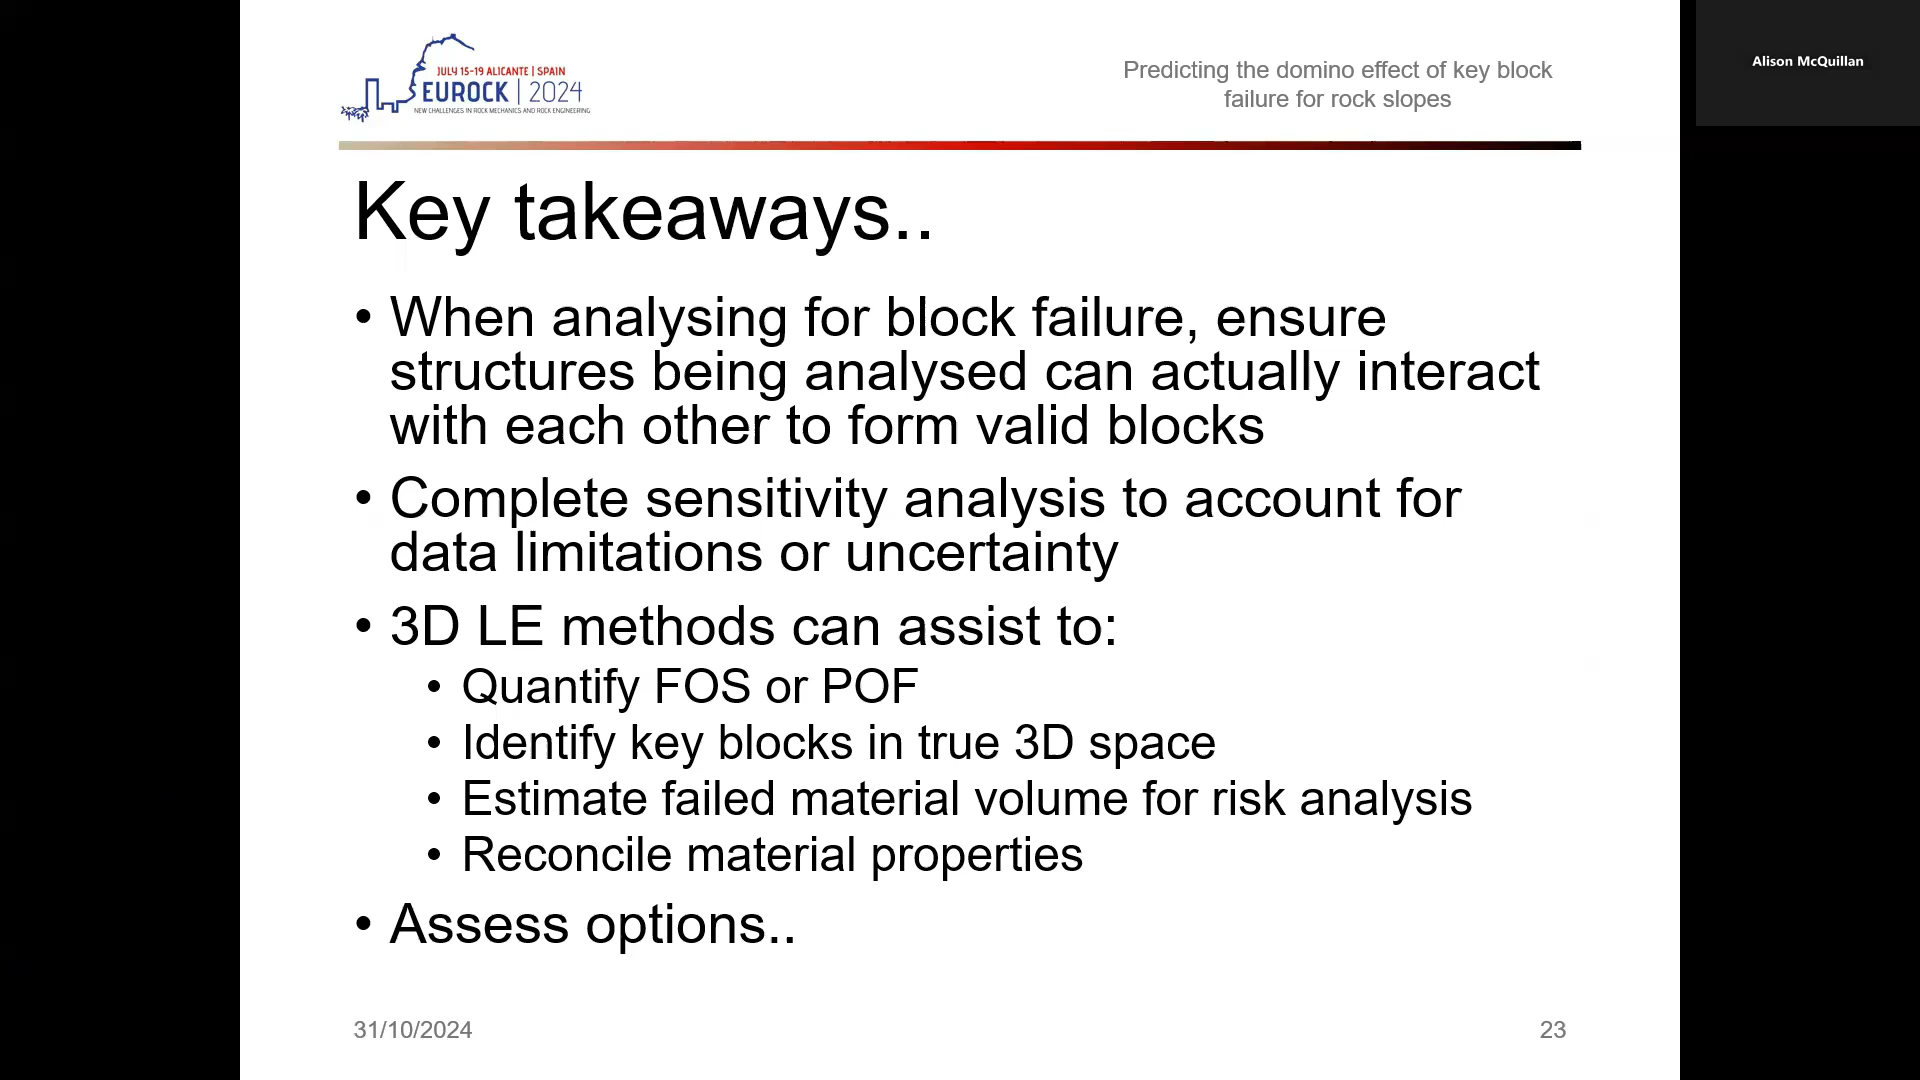 JULY 15-19 ALICANTE | SPAIN
EUROCK | 2024
NEW CHALLENGES IN ROCK MECHANICS AND ROCK ENGINEERING
Predicting the domino effect of key block
failure for rock slopes
Alison McQuillan
Key takeaways..
• When analysing for block failure, ensure
structures being analysed can actually interact
with each other to form valid blocks
• Complete sensitivity analysis to account for
data limitations or uncertainty
• 3D LE methods can assist to:
• Quantify FOS or POF
• Identify key blocks in true 3D space
• Estimate failed material volume for risk analysis
• Reconcile material properties
• Assess options..
31/10/2024
23